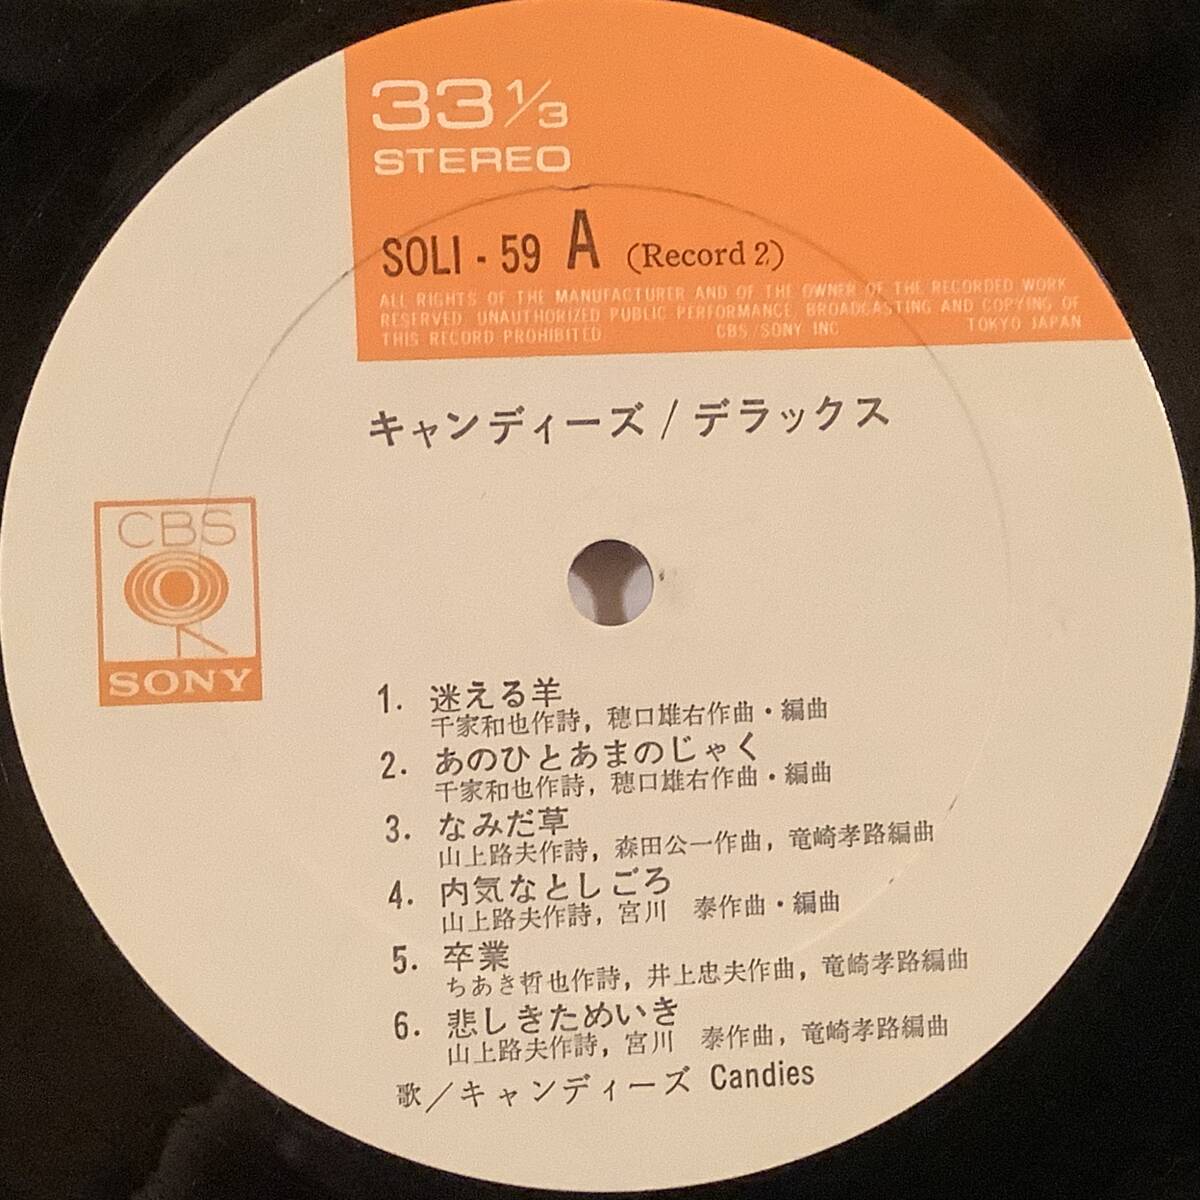 33 1/3
STEREO
SOLI - 59 A (Record 2)
ALL RIGHTS OF THE MANUFACTURER AND OF THE OWNER OF THE RECORDED WORK
RESERVED. UNAUTHORIZED PUBLIC PERFORMANCE, BROADCASTING AND COPYING OF
THIS RECORD PROHIBITED CBS/SONY INC TOKYO JAPAN
キャンディーズ/デラックス
CBS
SONY
1. 迷える羊
千家和也作詩, 穂口雄右作曲・編曲
2. あのひとあまのじゃく
千家和也作詩, 穂口雄右作曲・編曲
3. なみだ草
山上路夫作詩, 森田公一作曲, 竜崎孝路編曲
4. 内気なとしごろ
山上路夫作詩, 宮川 泰作曲・編曲
5. 卒業
ちあき哲也作詩, 井上忠夫作曲, 竜崎孝路編曲
6. 悲しきためいき
山上路夫作詩, 宮川 泰作曲, 竜崎孝路編曲
歌/キャンディーズ Candies